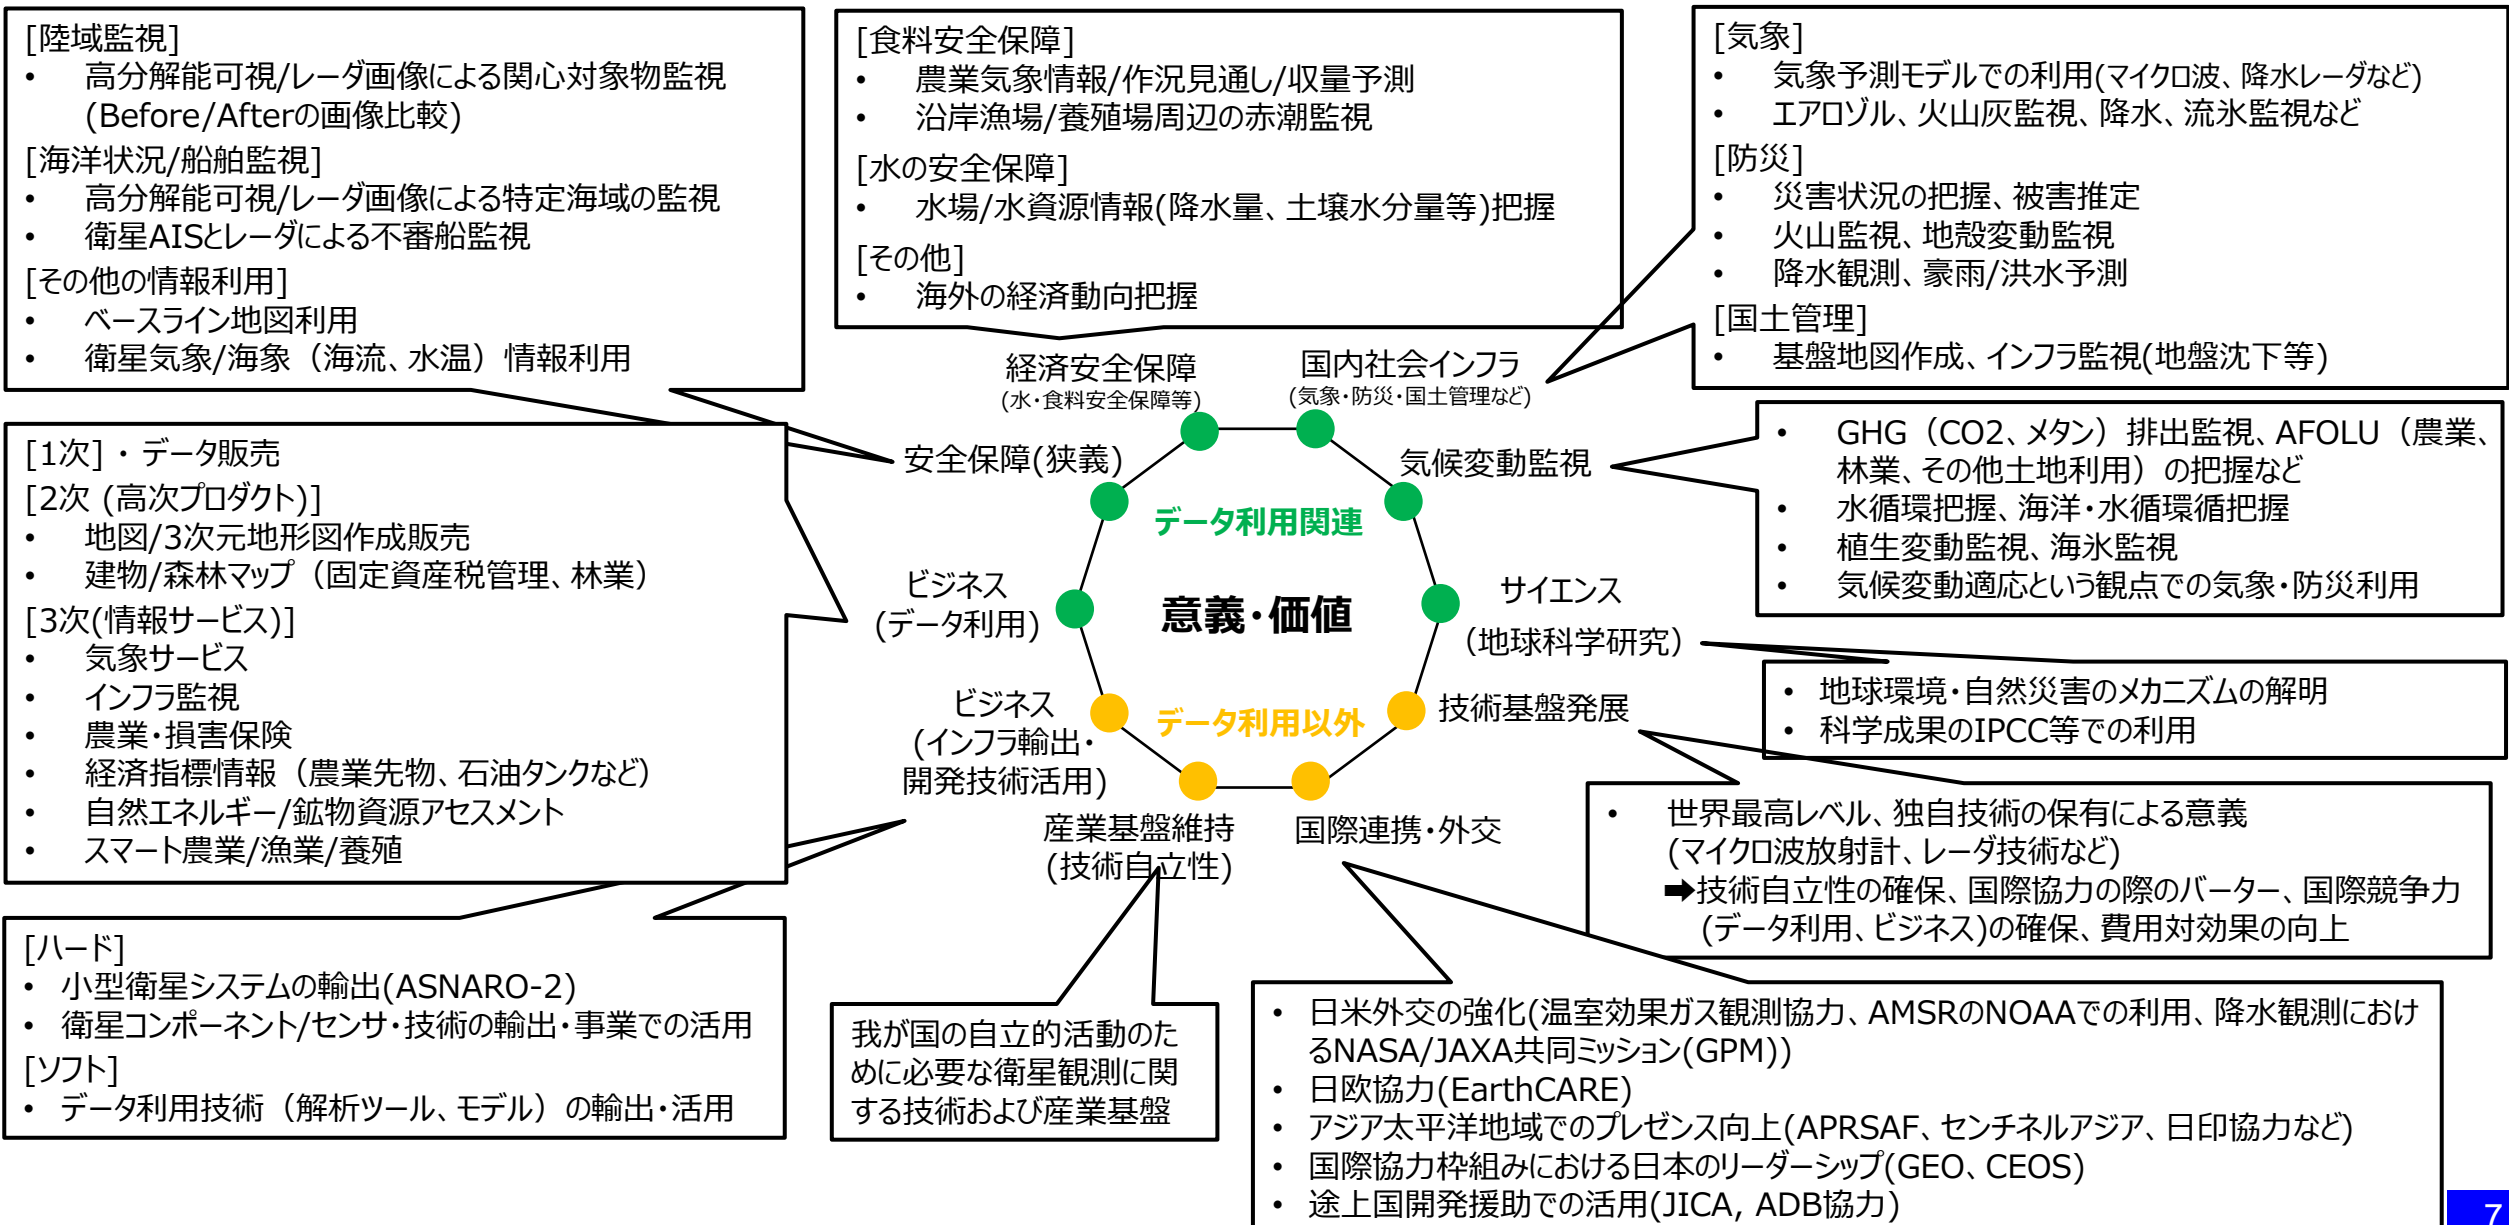 [陸域監視]
• 高分解能可視/レーダ画像による関心対象物監視
(Before/Afterの画像比較)
[海洋状況/船舶監視]
• 高分解能可視/レーダ画像による特定海域の監視
• 衛星AISとレーダによる不審船監視
[その他の情報利用]
• ベースライン地図利用
• 衛星気象/海象（海流、水温）情報利用
[食料安全保障]
• 農業気象情報/作況見通し/収量予測
• 沿岸漁場/養殖場周辺の赤潮監視
[水の安全保障]
• 水場/水資源情報(降水量、土壌水分量等)把握
[その他]
• 海外の経済動向把握
[気象]
• 気象予測モデルでの利用(マイクロ波、降水レーダなど)
• エアロゾル、火山灰監視、降水、流氷監視など
[防災]
• 災害状況の把握、被害推定
• 火山監視、地殻変動監視
• 降水観測、豪雨/洪水予測
[国土管理]
• 基盤地図作成、インフラ監視(地盤沈下等)
経済安全保障
(水・食料安全保障等)
国内社会インフラ
(気象・防災・国土管理など)
安全保障(狭義)
気候変動監視
データ利用関連
ビジネス
(データ利用)
意義・価値
サイエンス
(地球科学研究)
ビジネス
(インフラ輸出・
開発技術活用)
データ利用以外
技術基盤発展
産業基盤維持
(技術自立性)
国際連携・外交
[1次]・データ販売
[2次 (高次プロダクト)]
• 地図/3次元地形図作成販売
• 建物/森林マップ（固定資産税管理、林業）
[3次(情報サービス)]
• 気象サービス
• インフラ監視
• 農業・損害保険
• 経済指標情報（農業先物、石油タンクなど）
• 自然エネルギー/鉱物資源アセスメント
• スマート農業/漁業/養殖
• GHG（CO2、メタン）排出監視、AFOLU（農業、
林業、その他土地利用）の把握など
• 水循環把握、海洋・水循環循把握
• 植生変動監視、海氷監視
• 気候変動適応という観点での気象・防災利用
• 地球環境・自然災害のメカニズムの解明
• 科学成果のIPCC等での利用
• 世界最高レベル、独自技術の保有による意義
(マイクロ波放射計、レーダ技術など)
➡技術自立性の確保、国際協力の際のバーター、国際競争力
(データ利用、ビジネス)の確保、費用対効果の向上
[ハード]
• 小型衛星システムの輸出(ASNARO-2)
• 衛星コンポーネント/センサ・技術の輸出・事業での活用
[ソフト]
• データ利用技術（解析ツール、モデル）の輸出・活用
我が国の自立的活動のた
めに必要な衛星観測に関
する技術および産業基盤
• 日米外交の強化(温室効果ガス観測協力、AMSRのNOAAでの利用、降水観測におけ
るNASA/JAXA共同ミッション(GPM))
• 日欧協力(EarthCARE)
• アジア太平洋地域でのプレゼンス向上(APRSAF、センチネルアジア、日印協力など)
• 国際協力枠組みにおける日本のリーダーシップ(GEO、CEOS)
• 途上国開発援助での活用(JICA, ADB協力)
7